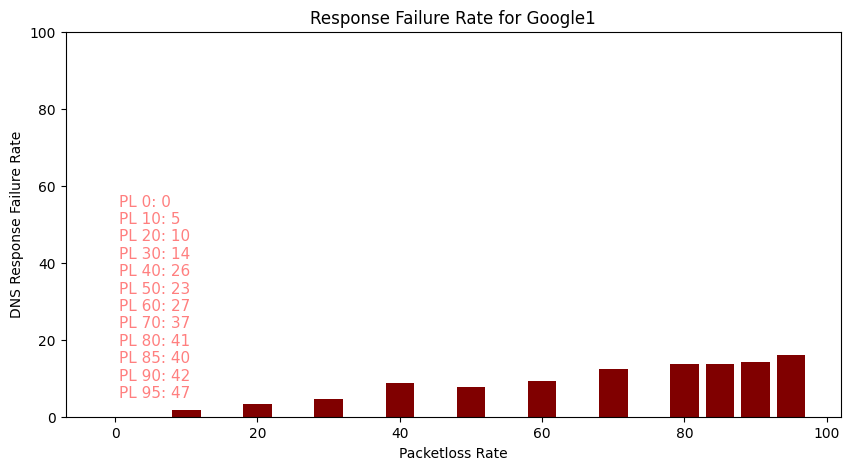 Response Failure Rate for Google1
100
80
60
40
20
0
DNS Response Failure Rate
PL 0: 0
PL 10: 5
PL 20: 10
PL 30: 14
PL 40: 26
PL 50: 23
PL 60: 27
PL 70: 37
PL 80: 41
PL 85: 40
PL 90: 42
PL 95: 47
0 20 40 60 80 100
Packetloss Rate